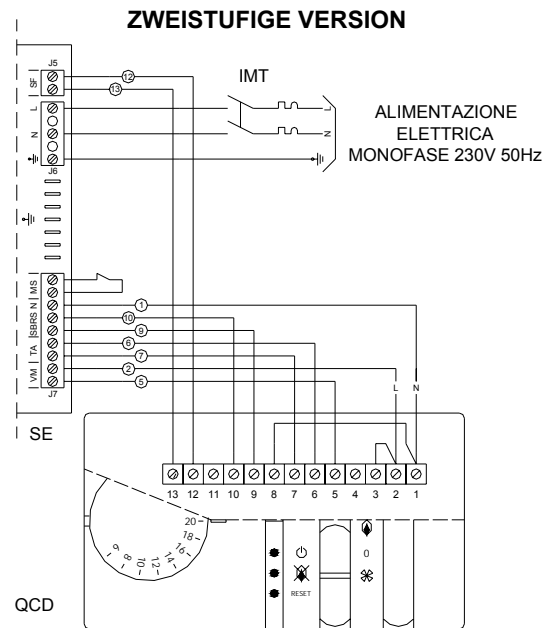 ZWEISTUFIGE VERSION
J5
SF
12
13
IMT
L
N
L
N
ALIMENTAZIONE
ELETTRICA
MONOFASE 230V 50Hz
J6
MS
N
SBRS
TA
VM
1
10
9
6
7
2
5
J7
L N
SE
13 12 11 10 9 8 7 6 5 4 3 2 1
20
18
16
14
12
10
8
6
0
RESET
QCD